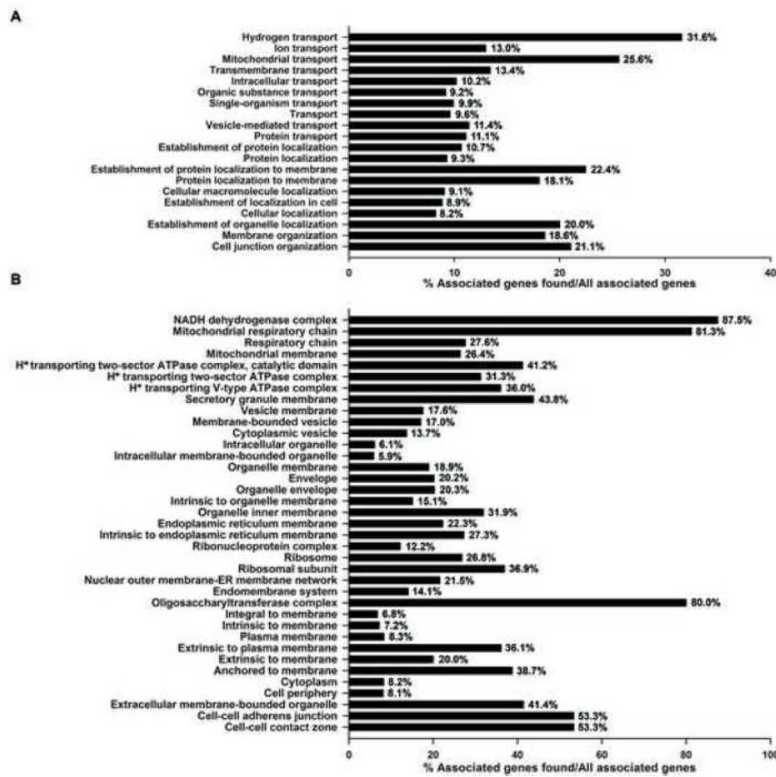 A
Hydrogen transport 31.6%
Ion transport 13.0%
Mitochondrial transport 25.6%
Transmembrane transport 13.4%
Intracellular transport 10.2%
Organic substance transport 9.2%
Single-organism transport 9.9%
Transport 9.6%
Vesicle-mediated transport 11.4%
Protein transport 11.1%
Establishment of protein localization 10.7%
Protein localization 9.3%
Establishment of protein localization to membrane 22.4%
Protein localization to membrane 18.1%
Cellular macromolecule localization 9.1%
Establishment of localization in cell 8.9%
Cellular localization 8.2%
Establishment of organelle localization 20.0%
Membrane organization 18.6%
Cell junction organization 21.1%
0 10 20 30 40
% Associated genes found/All associated genes
B
NADH dehydrogenase complex 87.5%
Mitochondrial respiratory chain 81.3%
Respiratory chain 27.6%
Mitochondrial membrane 26.4%
H⁺ transporting two-sector ATPase complex, catalytic domain 41.2%
H⁺ transporting two-sector ATPase complex 31.3%
H⁺ transporting V-type ATPase complex 36.0%
Secretory granule membrane 43.8%
Vesicle membrane 17.6%
Membrane-bounded vesicle 17.0%
Cytoplasmic vesicle 13.7%
Intracellular organelle 6.1%
Intracellular membrane-bounded organelle 5.9%
Organelle membrane 18.9%
Envelope 20.2%
Organelle envelope 20.3%
Intrinsic to organelle membrane 15.1%
Organelle inner membrane 31.9%
Endoplasmic reticulum membrane 22.3%
Intrinsic to endoplasmic reticulum membrane 27.3%
Ribonucleoprotein complex 12.2%
Ribosome 26.8%
Ribosomal subunit 36.9%
Nuclear outer membrane-ER membrane network 21.5%
Endomembrane system 14.1%
Oligosaccharyltransferase complex 80.0%
Integral to membrane 6.8%
Intrinsic to membrane 7.2%
Plasma membrane 8.3%
Extrinsic to plasma membrane 36.1%
Extrinsic to membrane 20.0%
Anchored to membrane 38.7%
Cytoplasm 8.2%
Cell periphery 8.1%
Extracellular membrane-bounded organelle 41.4%
Cell-cell adherens junction 53.3%
Cell-cell contact zone 53.3%
0 20 40 60 80 100
% Associated genes found/All associated genes